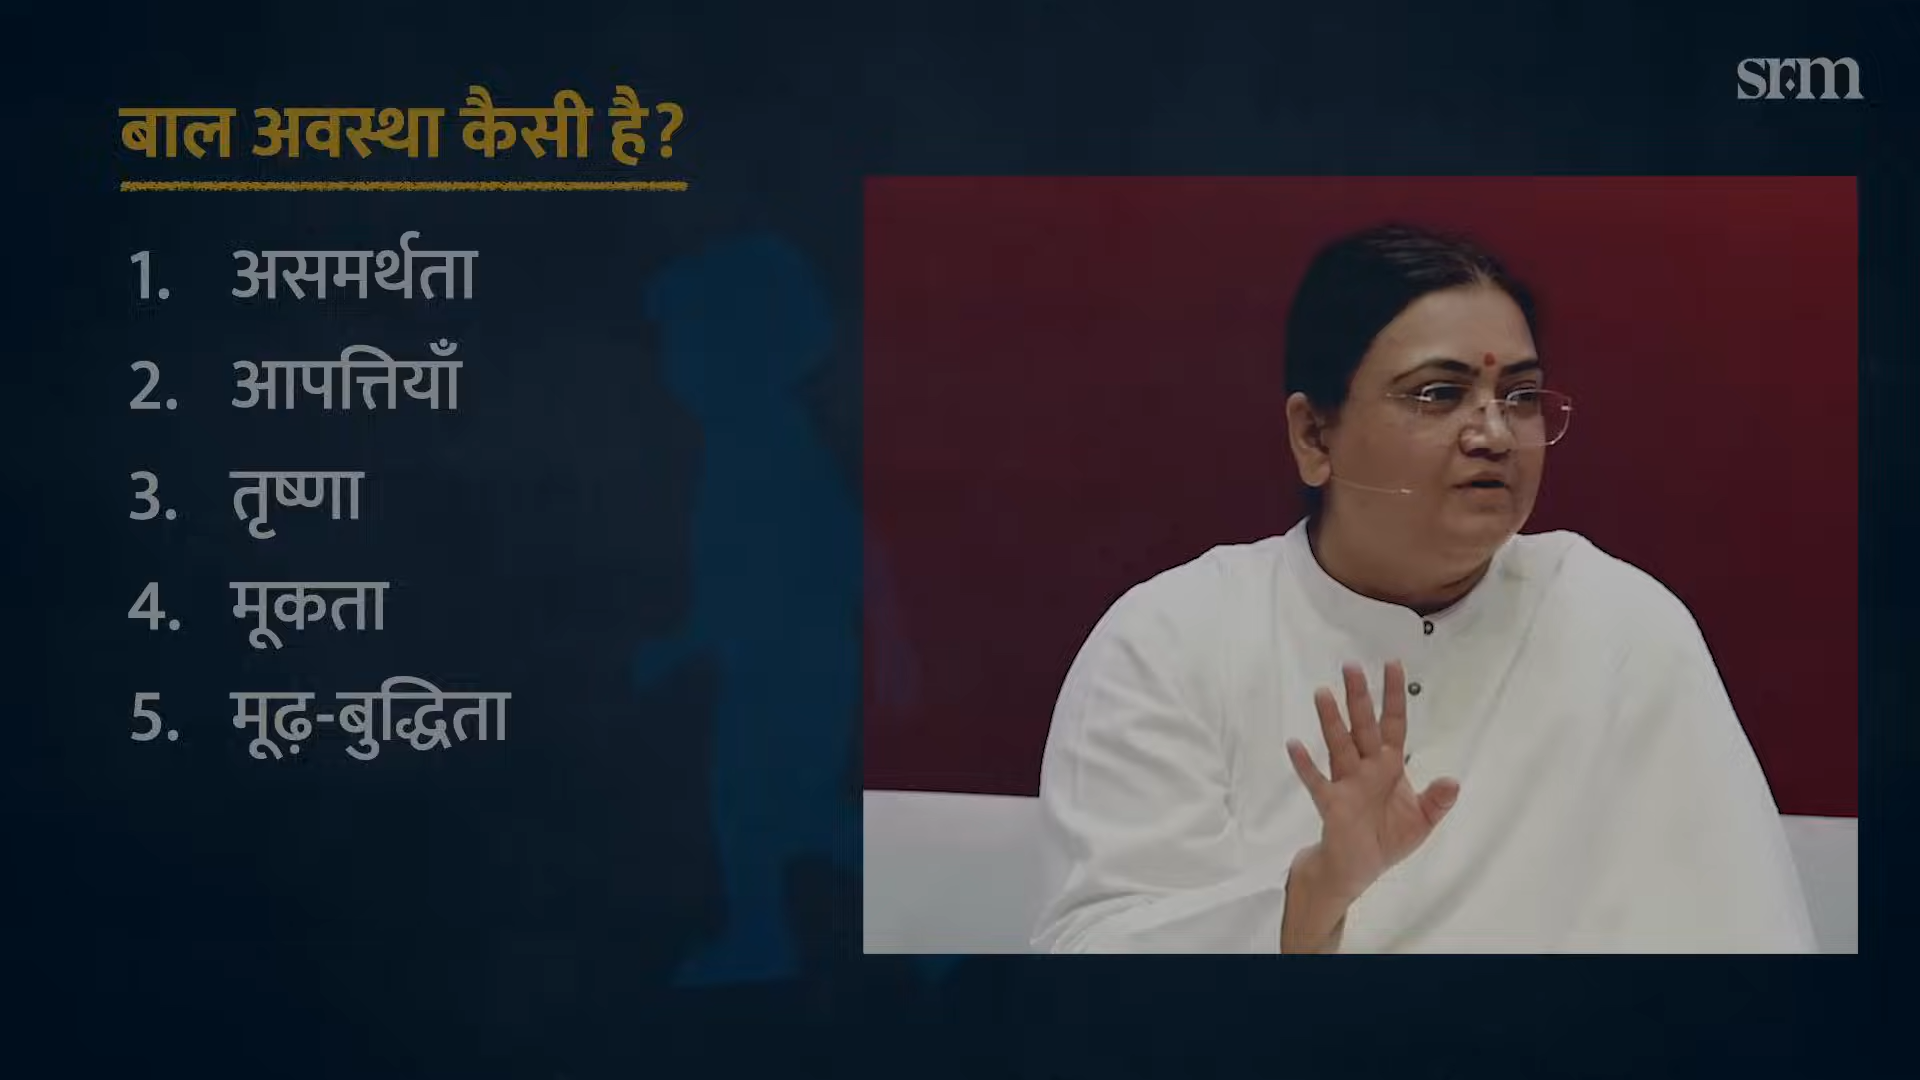 srm
बाल अवस्था कैसी है?
1. असमर्थता
2. आपत्तियाँ
3. तृष्णा
4. मूकता
5. मूढ़-बुद्धिता